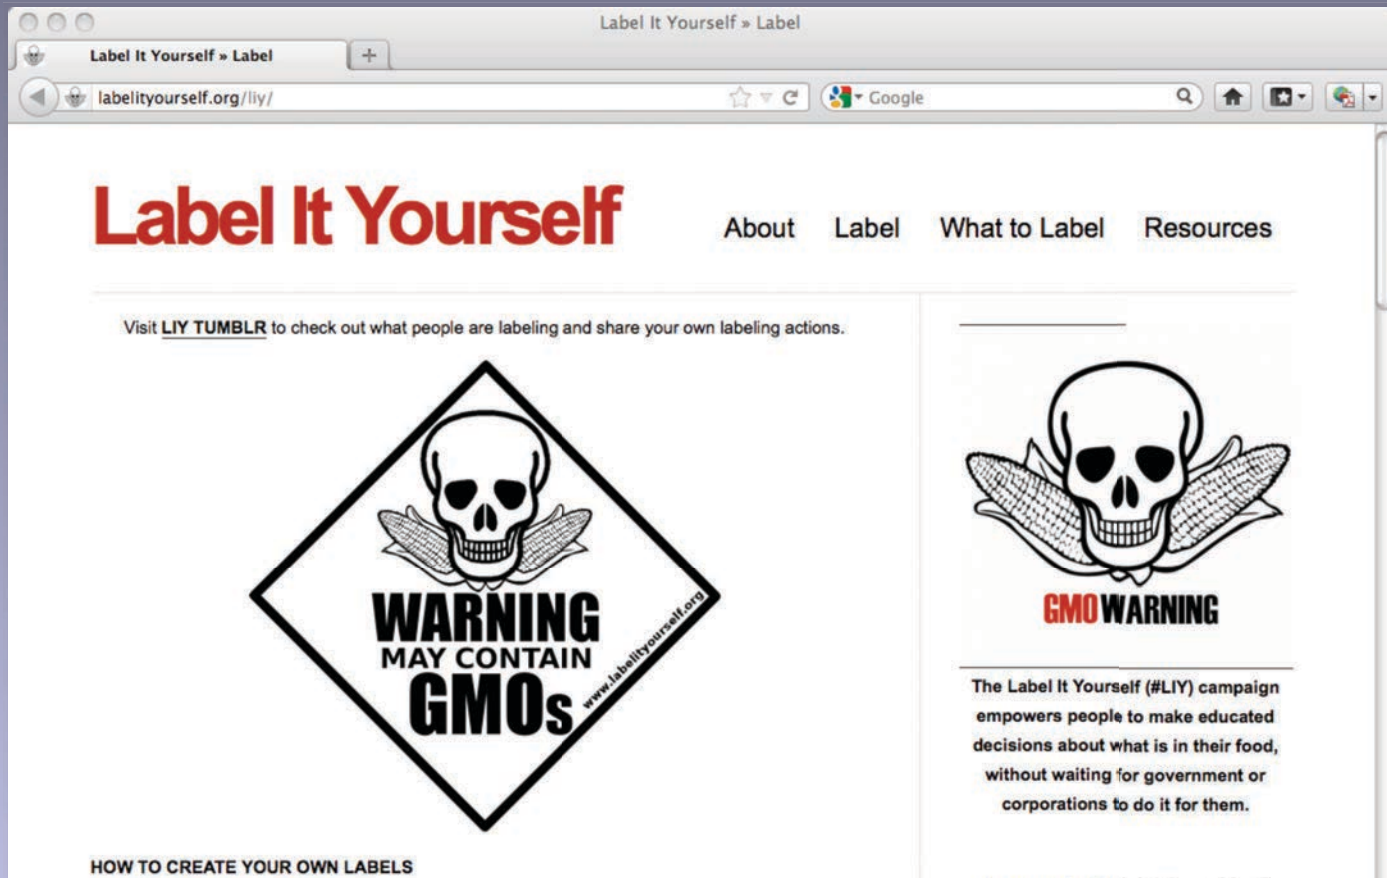 Label It Yourself » Label
Label It Yourself » Label
labelityourself.org/liy/
Google
Label It Yourself
About Label What to Label Resources
Visit LIY TUMBLR to check out what people are labeling and share your own labeling actions.
WARNING
MAY CONTAIN
GMOs
www.labelityourself.org
HOW TO CREATE YOUR OWN LABELS
GMO WARNING
The Label It Yourself (#LIY) campaign
empowers people to make educated
decisions about what is in their food,
without waiting for government or
corporations to do it for them.